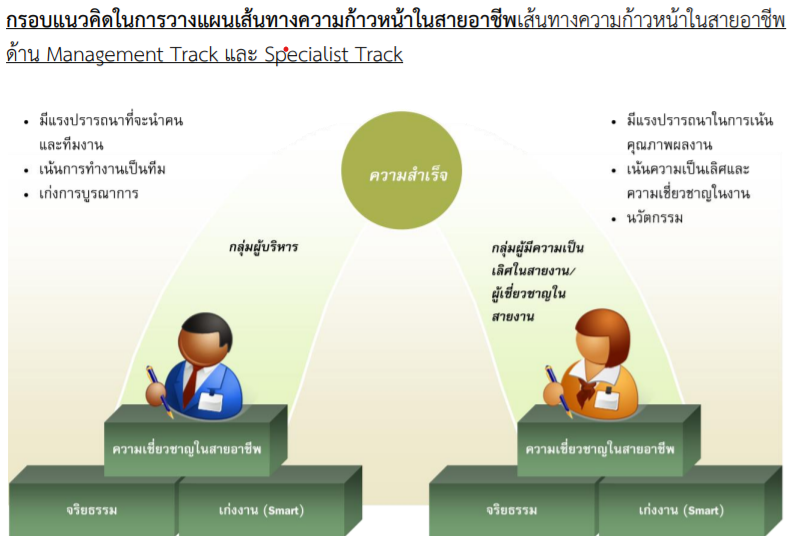 กรอบแนวคิดในการวางแผนเส้นทางความก้าวหน้าในสายอาชีพเส้นทางความก้าวหน้าในสายอาชีพ
ด้าน Management Track และ Specialist Track
• มีแรงปรารถนาที่จะนำคน
และทีมงาน
• เน้นการทำงานเป็นทีม
• เก่งการบูรณาการ
ความสำเร็จ
• มีแรงปรารถนาในการเน้น
คุณภาพผลงาน
• เน้นความเป็นเลิศและ
ความเชี่ยวชาญในงาน
• นวัตกรรม
กลุ่มผู้บริหาร
กลุ่มผู้มีความเป็น
เลิศในสายงาน/
ผู้เชี่ยวชาญใน
สายงาน
ความเชี่ยวชาญในสายอาชีพ
จริยธรรม
เก่งงาน (Smart)
ความเชี่ยวชาญในสายอาชีพ
จริยธรรม
เก่งงาน (Smart)